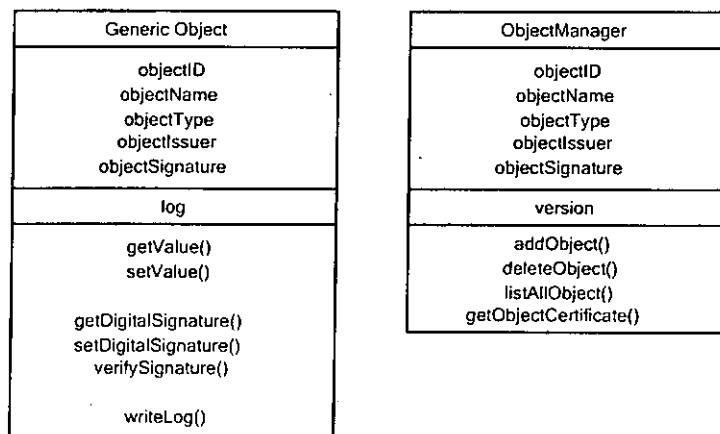 Generic Object
objectID
objectName
objectType
objectIssuer
objectSignature
log
getValue()
setValue()
getDigitalSignature()
setDigitalSignature()
verifySignature()
writeLog()
ObjectManager
objectID
objectName
objectType
objectIssuer
objectSignature
version
addObject()
deleteObject()
listAllObject()
getObjectCertificate()